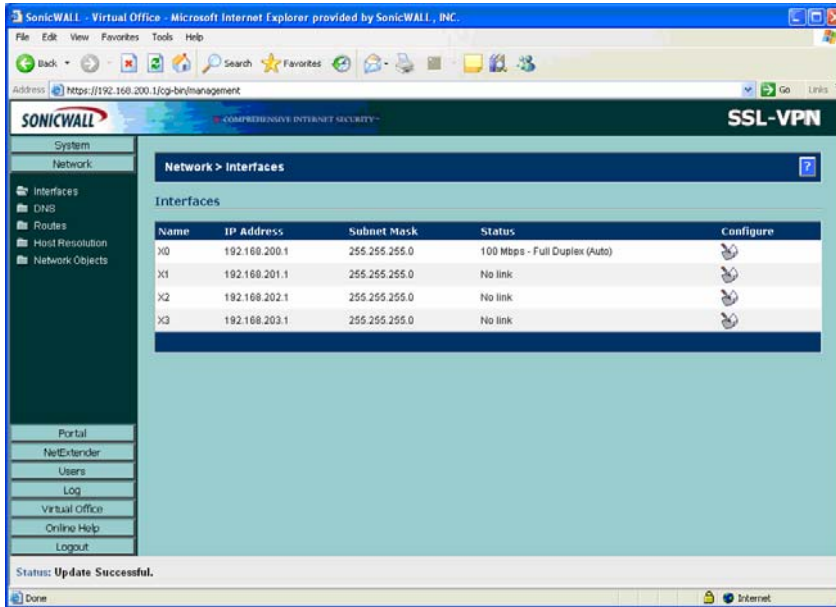 SonicWALL - Virtual Office - Microsoft Internet Explorer provided by SonicWALL, INC.
File Edit View Favorites Tools Help
Back Search Favorites
Address https://192.168.200.1/cgi-bin/management Go Links
SONICWALL COMPREHENSIVE INTERNET SECURITY SSL-VPN
System
Network
Interfaces
DNS
Routes
Host Resolution
Network Objects
Portal
NetExtender
Users
Log
Virtual Office
Online Help
Logout
Network > Interfaces ?
Interfaces
Name IP Address Subnet Mask Status Configure
X0 192.168.200.1 255.255.255.0 100 Mbps - Full Duplex (Auto)
X1 192.168.201.1 255.255.255.0 No link
X2 192.168.202.1 255.255.255.0 No link
X3 192.168.203.1 255.255.255.0 No link
Status: Update Successful.
Done Internet